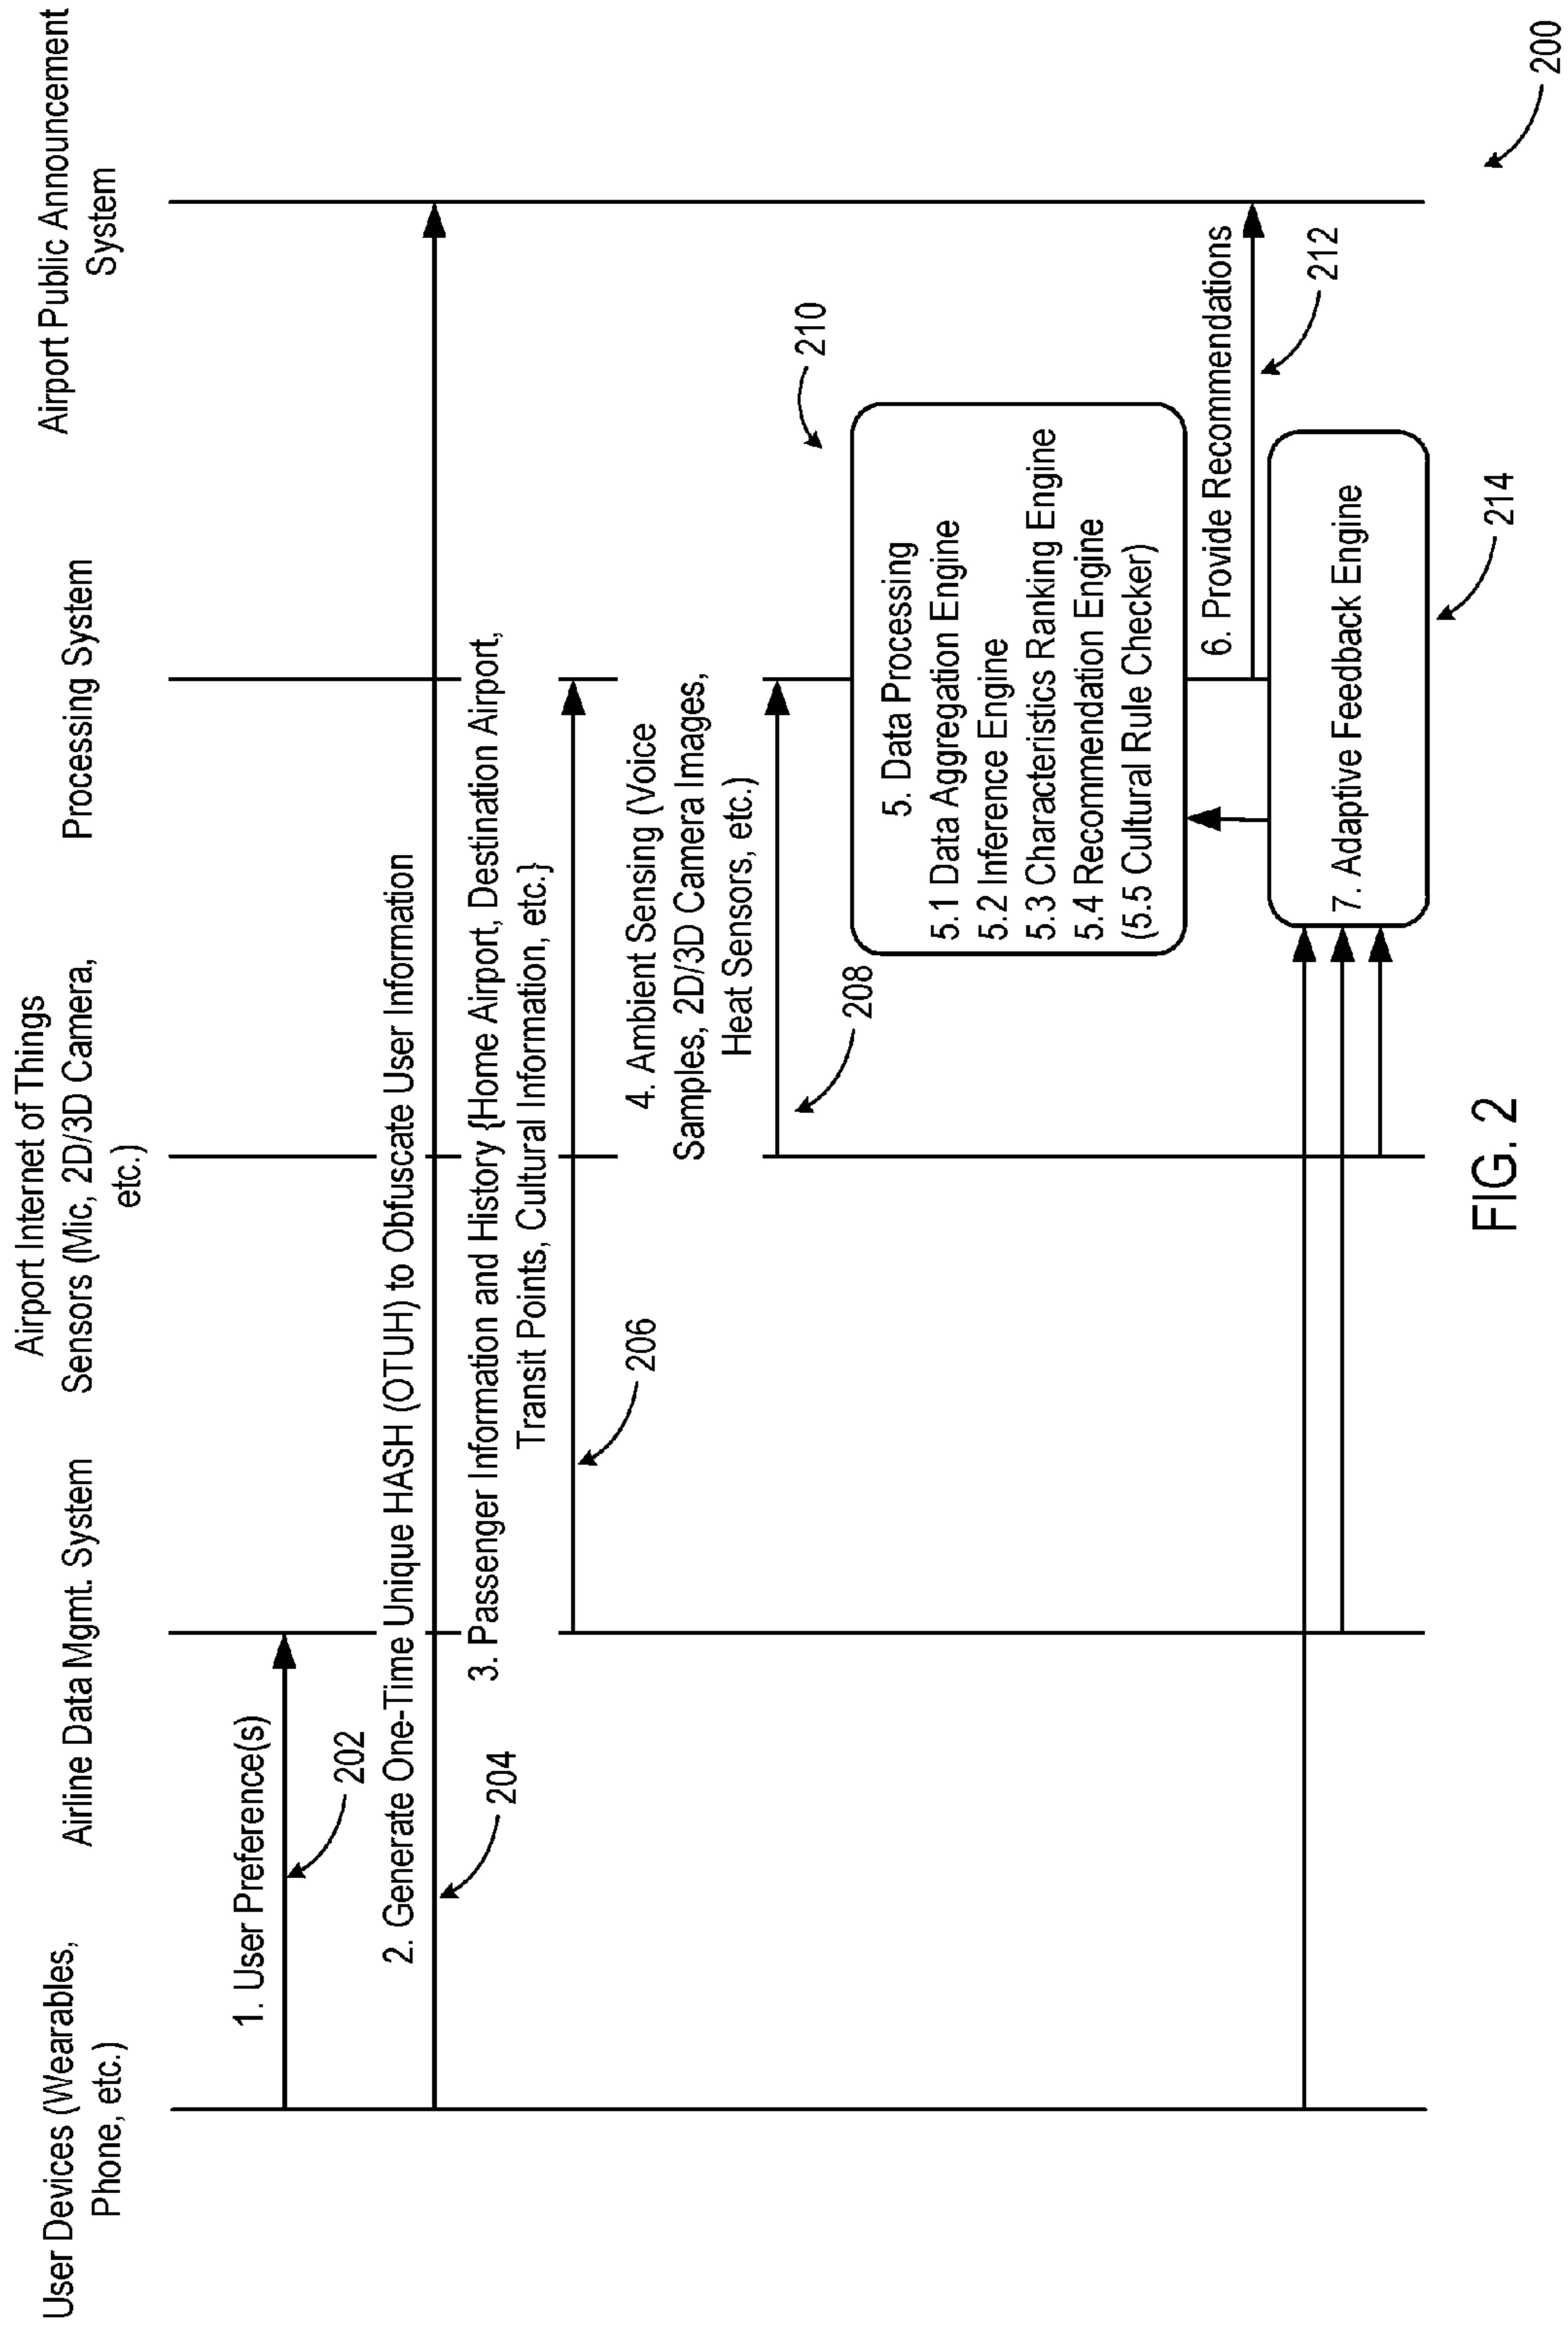 User Devices (Wearables,
Phone, etc.)
Airline Data Mgmt. System
Airport Internet of Things
Sensors (Mic, 2D/3D Camera,
etc.)
Processing System
Airport Public Announcement
System
1. User Preference(s)
202
2. Generate One-Time Unique HASH (OTUH) to Obfuscate User Information
204
3. Passenger Information and History {Home Airport, Destination Airport,
Transit Points, Cultural Information, etc.}
206
4. Ambient Sensing (Voice
Samples, 2D/3D Camera Images,
Heat Sensors, etc.)
208
210
5. Data Processing
5.1 Data Aggregation Engine
5.2 Inference Engine
5.3 Characteristics Ranking Engine
5.4 Recommendation Engine
(5.5 Cultural Rule Checker)
6. Provide Recommendations
212
7. Adaptive Feedback Engine
214
FIG. 2
200